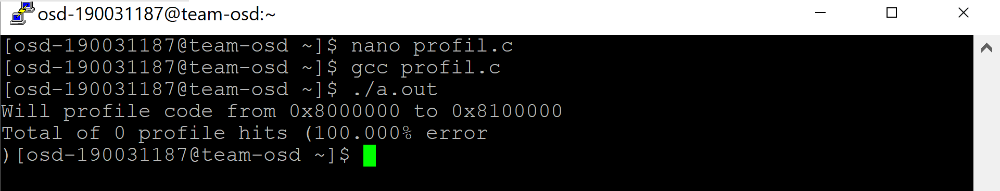 osd-190031187@team-osd:~
[osd-190031187@team-osd ~]$ nano profil.c
[osd-190031187@team-osd ~]$ gcc profil.c
[osd-190031187@team-osd ~]$ ./a.out
Will profile code from 0x8000000 to 0x8100000
Total of 0 profile hits (100.000% error
)[osd-190031187@team-osd ~]$